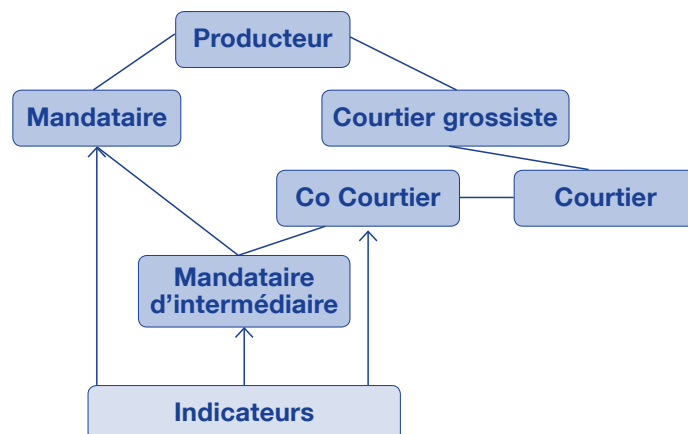 Producteur
Mandataire
Courtier grossiste
Co Courtier
Courtier
Mandataire
d’intermédiaire
Indicateurs